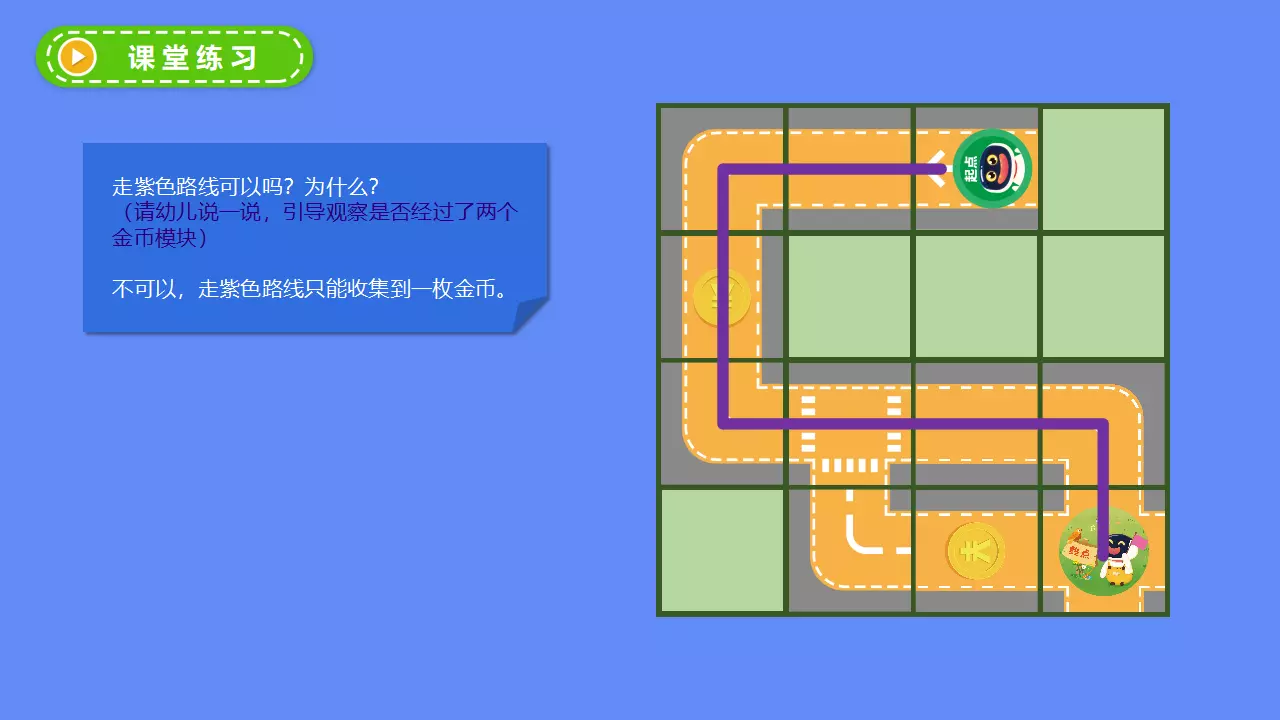 课堂练习
走紫色路线可以吗？为什么？
（请幼儿说一说，引导观察是否经过了两个
金币模块）
不可以，走紫色路线只能收集到一枚金币。
起点
终点